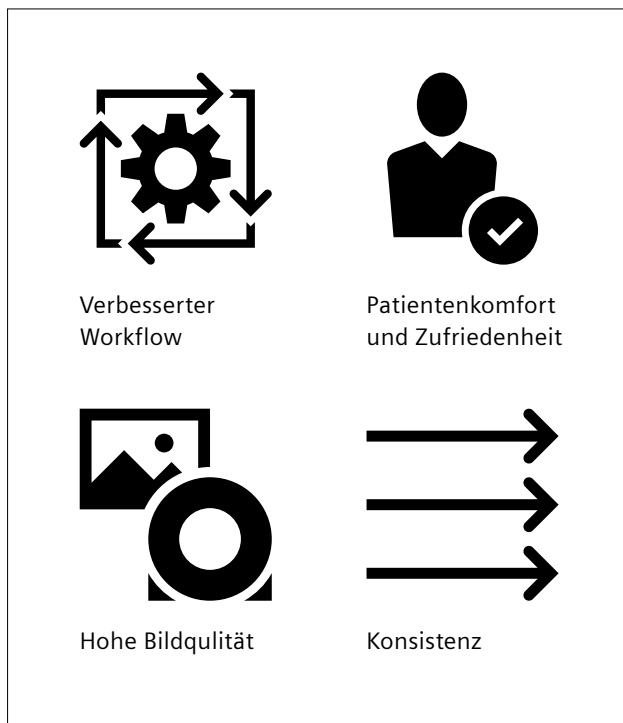 Verbesserter
Workflow
Patientenkomfort
und Zufriedenheit
Hohe Bildqulität
Konsistenz